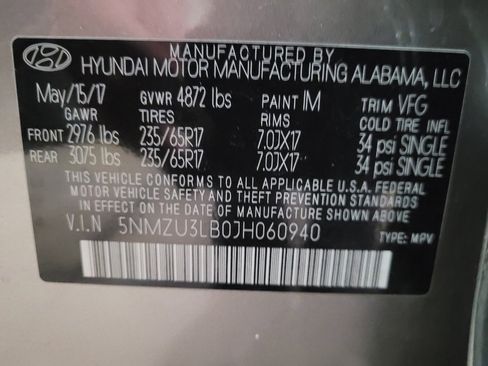 MANUFACTURED BY
HYUNDAI MOTOR MANUFACTURING ALABAMA, LLC
May/15/17 GVWR 4872 lbs PAINT IM TRIM VFG
GAWR TIRES RIMS COLD TIRE INFL
FRONT 2976 lbs 235/65R17 7.0JX17 34 psi SINGLE
REAR 3075 lbs 235/65R17 7.0JX17 34 psi SINGLE
THIS VEHICLE CONFORMS TO ALL APPLICABLE U.S.A. FEDERAL
MOTOR VEHICLE SAFETY AND THEFT PREVENTION STANDARDS
IN EFFECT ON THE DATE OF MANUFACTURE SHOWN ABOVE.
V.I.N 5NMZU3LB0JH060940 TYPE: MPV